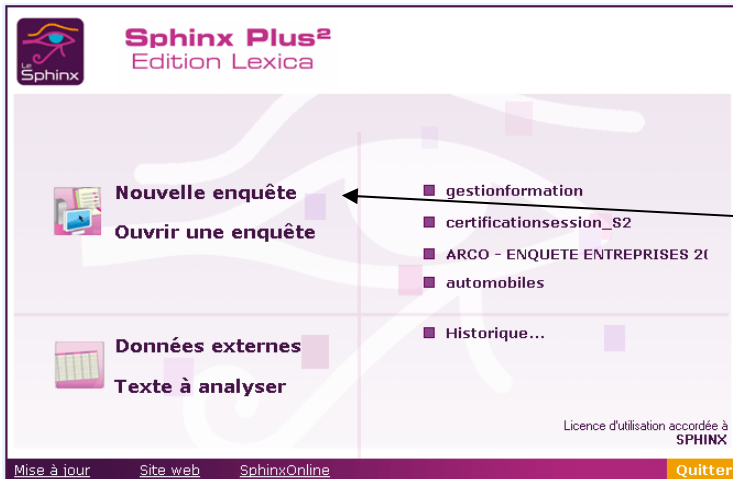 Le
Sphinx
Sphinx Plus²
Edition Lexica
Nouvelle enquête
Ouvrir une enquête
gestionformation
certificationsession_S2
ARCO - ENQUETE ENTREPRISES 20
automobiles
Historique...
Données externes
Texte à analyser
Licence d'utilisation accordée à
SPHINX
Mise à jour
Site web
SphinxOnline
Quitter